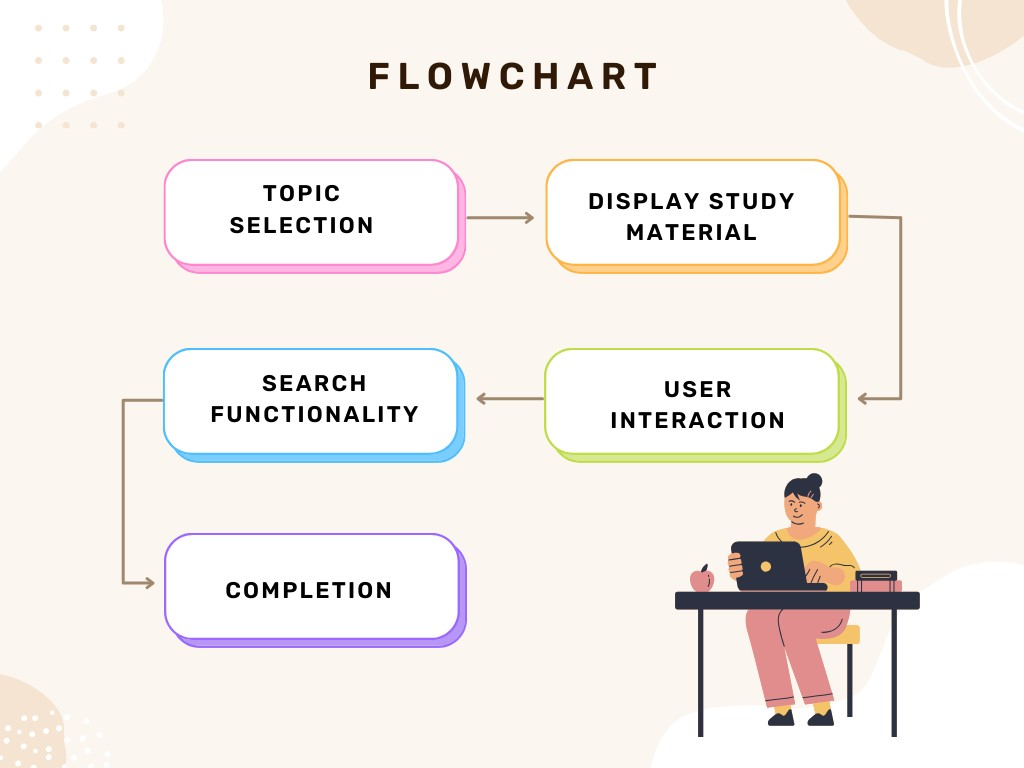 FLOWCHART
TOPIC
SELECTION
DISPLAY STUDY
MATERIAL
USER
INTERACTION
SEARCH
FUNCTIONALITY
COMPLETION